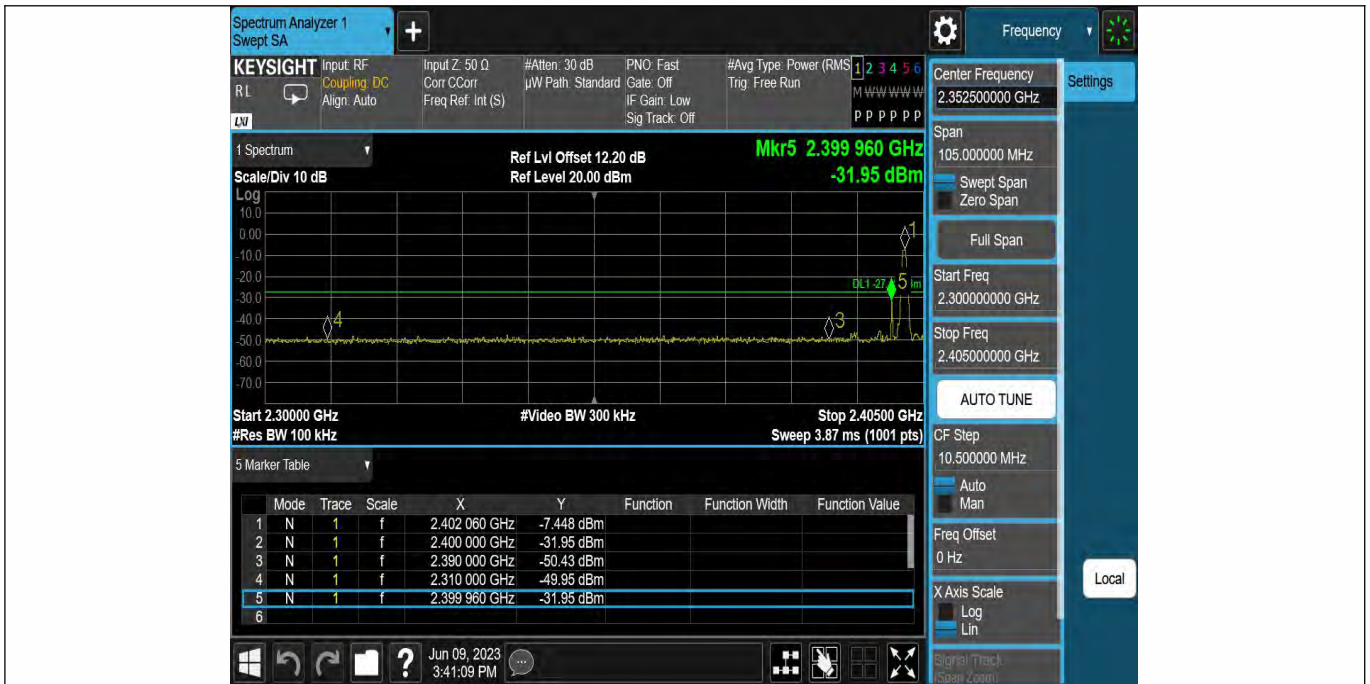 Spectrum Analyzer 1
Swept SA
+
Frequency
KEYSIGHT
RL
LXI
Input: RF
Coupling: DC
Align: Auto
Input Z: 50 Ω
Corr CCorr
Freq Ref: Int (S)
#Atten: 30 dB
µW Path: Standard
PNO: Fast
Gate: Off
IF Gain: Low
Sig Track: Off
#Avg Type: Power (RMS
Trig: Free Run
1 2 3 4 5 6
M W W W W W
P P P P P P
1 Spectrum
Scale/Div 10 dB
Ref Lvl Offset 12.20 dB
Ref Level 20.00 dBm
Mkr5 2.399 960 GHz
-31.95 dBm
Log
10.0
0.00
-10.0
-20.0
-30.0
-40.0
-50.0
-60.0
-70.0
1
DL1 -27
5
4
3
Start 2.30000 GHz
#Video BW 300 kHz
Stop 2.40500 GHz
#Res BW 100 kHz
Sweep 3.87 ms (1001 pts)
5 Marker Table
Mode Trace Scale X Y Function Function Width Function Value
1 N 1 f 2.402 060 GHz -7.448 dBm
2 N 1 f 2.400 000 GHz -31.95 dBm
3 N 1 f 2.390 000 GHz -50.43 dBm
4 N 1 f 2.310 000 GHz -49.95 dBm
5 N 1 f 2.399 960 GHz -31.95 dBm
6
?
Jun 09, 2023
3:41:09 PM
Center Frequency
2.352500000 GHz
Settings
Span
105.000000 MHz
Swept Span
Zero Span
Full Span
Start Freq
2.300000000 GHz
Stop Freq
2.405000000 GHz
AUTO TUNE
CF Step
10.500000 MHz
Auto
Man
Freq Offset
0 Hz
X Axis Scale
Log
Lin
Local
Signal Track
(Span Zoom)